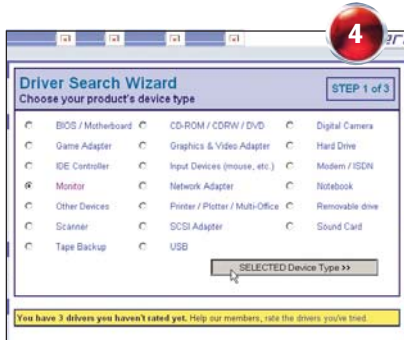 4
Driver Search Wizard
Choose your product's device type
STEP 1 of 3
BIOS / Motherboard CD-ROM / CDRW / DVD Digital Camera
Game Adapter Graphics & Video Adapter Hard Drive
IDE Controller Input Devices (mouse, etc.) Modem / ISDN
Monitor Network Adapter Notebook
Other Devices Printer / Plotter / Multi-Office Removable drive
Scanner SCSI Adapter Sound Card
Tape Backup USB
SELECTED Device Type >>
You have 3 drivers you haven't rated yet. Help our members, rate the drivers you've tried.